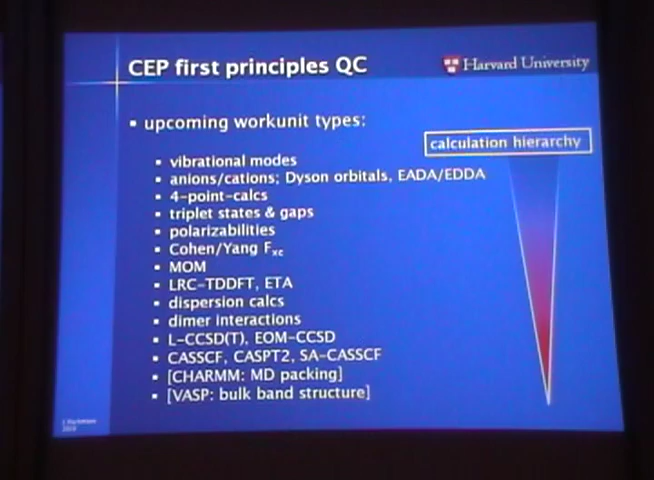 CEP first principles QC
Harvard University
▪ upcoming workunit types:
calculation hierarchy
▪ vibrational modes
▪ anions/cations; Dyson orbitals, EADA/EDDA
▪ 4-point-calcs
▪ triplet states & gaps
▪ polarizabilities
▪ Cohen/Yang Fxc
▪ MOM
▪ LRC-TDDFT, ETA
▪ dispersion calcs
▪ dimer interactions
▪ L-CCSD(T), EOM-CCSD
▪ CASSCF, CASPT2, SA-CASSCF
▪ [CHARMM: MD packing]
▪ [VASP: bulk band structure]